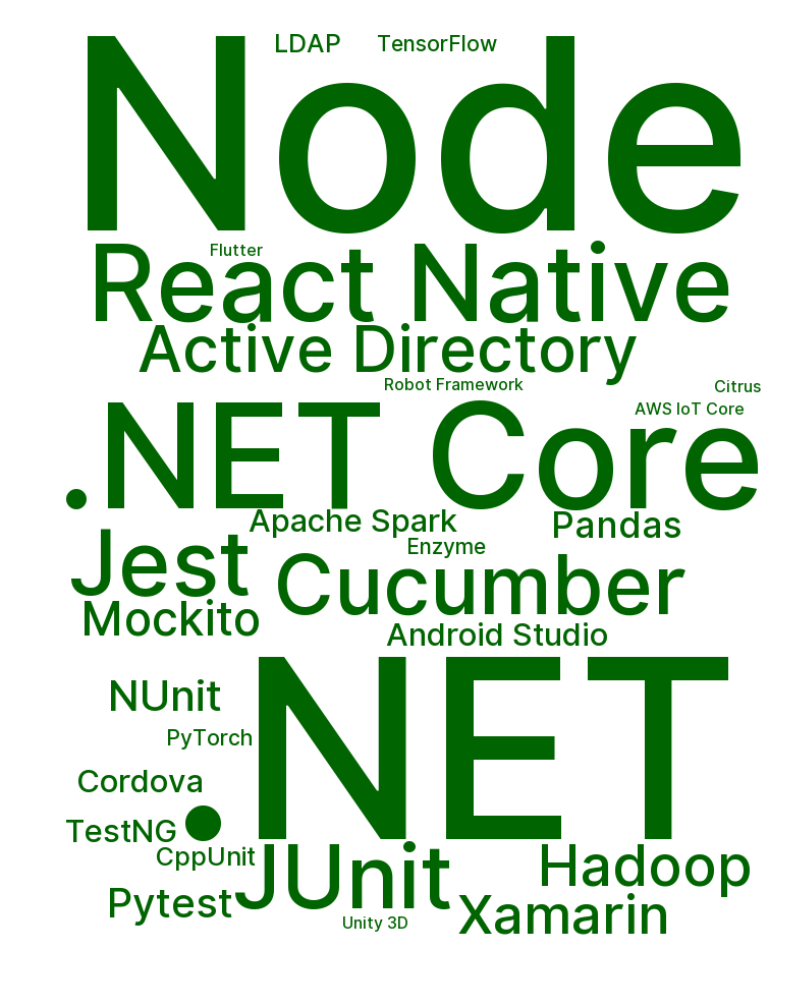 LDAP
TensorFlow
Node
Flutter
React Native
Active Directory
Robot Framework
Citrus
AWS IoT Core
.NET Core
Apache Spark
Pandas
Jest
Enzyme
Cucumber
Mockito
Android Studio
NUnit
PyTorch
.NET
Cordova
TestNG
CppUnit
JUnit
Hadoop
Pytest
Xamarin
Unity 3D